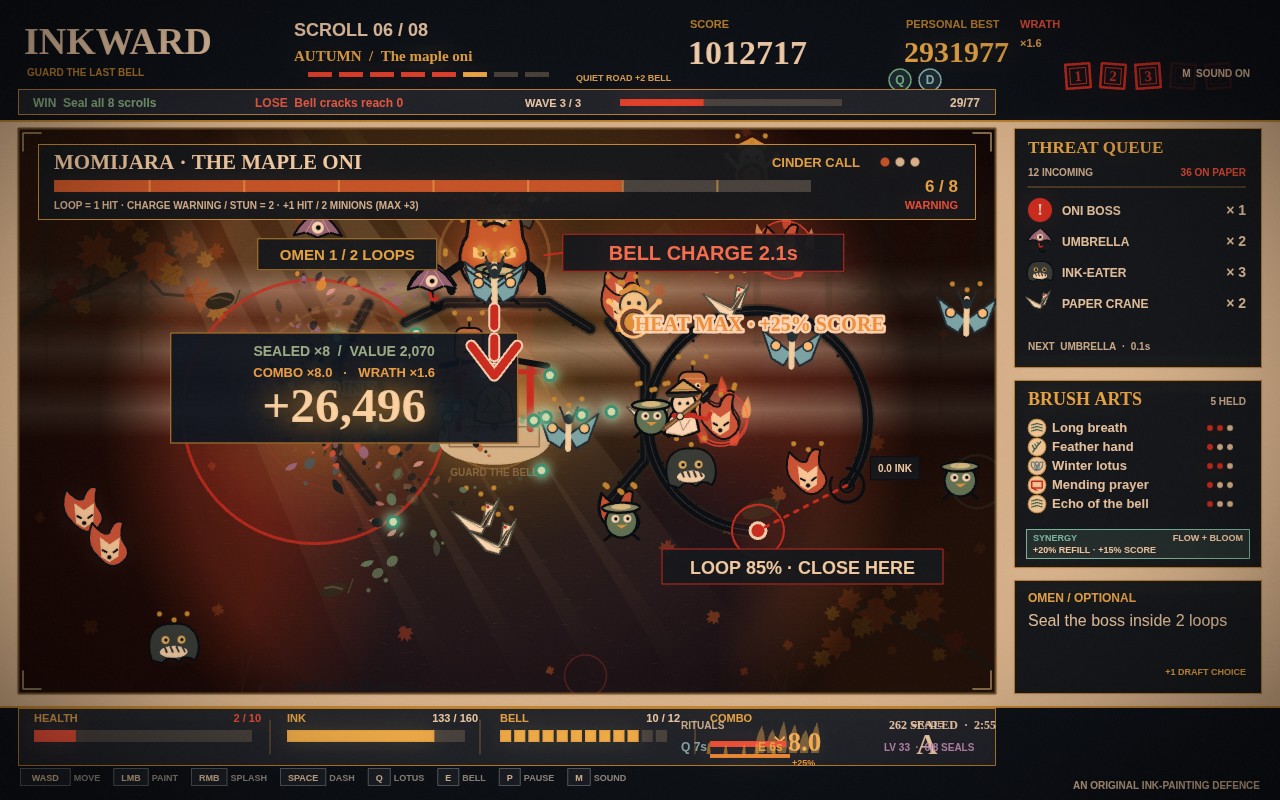 INKWARD
GUARD THE LAST BELL
SCROLL 06 / 08
AUTUMN / The maple oni
QUIET ROAD +2 BELL
SCORE
1012717
PERSONAL BEST
2931977
WRATH
×1.6
Q D
1 2 3
M SOUND ON
WIN Seal all 8 scrolls
LOSE Bell cracks reach 0
WAVE 3 / 3
29/77
MOMIJARA · THE MAPLE ONI
CINDER CALL
6 / 8
LOOP = 1 HIT · CHARGE WARNING / STUN = 2 · +1 HIT / 2 MINIONS (MAX +3)
WARNING
OMEN 1 / 2 LOOPS
BELL CHARGE 2.1s
HEAT MAX · +25% SCORE
SEALED ×8 / VALUE 2,070
COMBO ×8.0 · WRATH ×1.6
+26,496
GUARD THE BELL
0.0 INK
LOOP 85% · CLOSE HERE
THREAT QUEUE
12 INCOMING
36 ON PAPER
! ONI BOSS × 1
UMBRELLA × 2
INK-EATER × 3
PAPER CRANE × 2
NEXT UMBRELLA · 0.1s
BRUSH ARTS
5 HELD
Long breath
Feather hand
Winter lotus
Mending prayer
Echo of the bell
SYNERGY
FLOW + BLOOM
+20% REFILL · +15% SCORE
OMEN / OPTIONAL
Seal the boss inside 2 loops
+1 DRAFT CHOICE
HEALTH 2 / 10
INK 133 / 160
BELL 10 / 12
COMBO
×8.0
+25%
RITUALS
Q 7s
E 6s
262 SEALED · 2:55
A
LV 33 ·
SEALS
WASD MOVE
LMB PAINT
RMB SPLASH
SPACE DASH
Q LOTUS
E BELL
P PAUSE
M SOUND
AN ORIGINAL INK-PAINTING DEFENCE